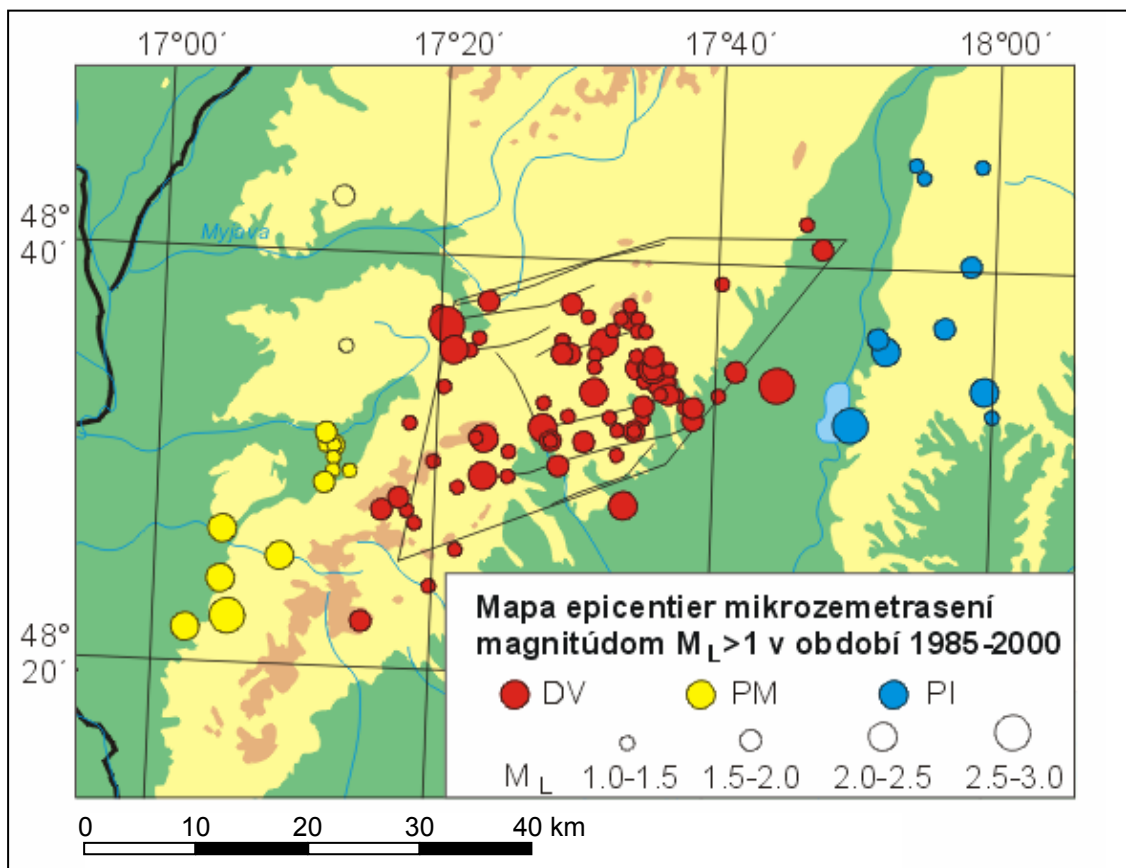 17°00´ 17°20´ 17°40´ 18°00´
48°
40´
Myjava
48°
20´
Mapa epicentier mikrozemetrasení
magnitúdom ML>1 v období 1985-2000
DV PM PI
ML 1.0-1.5 1.5-2.0 2.0-2.5 2.5-3.0
0 10 20 30 40 km